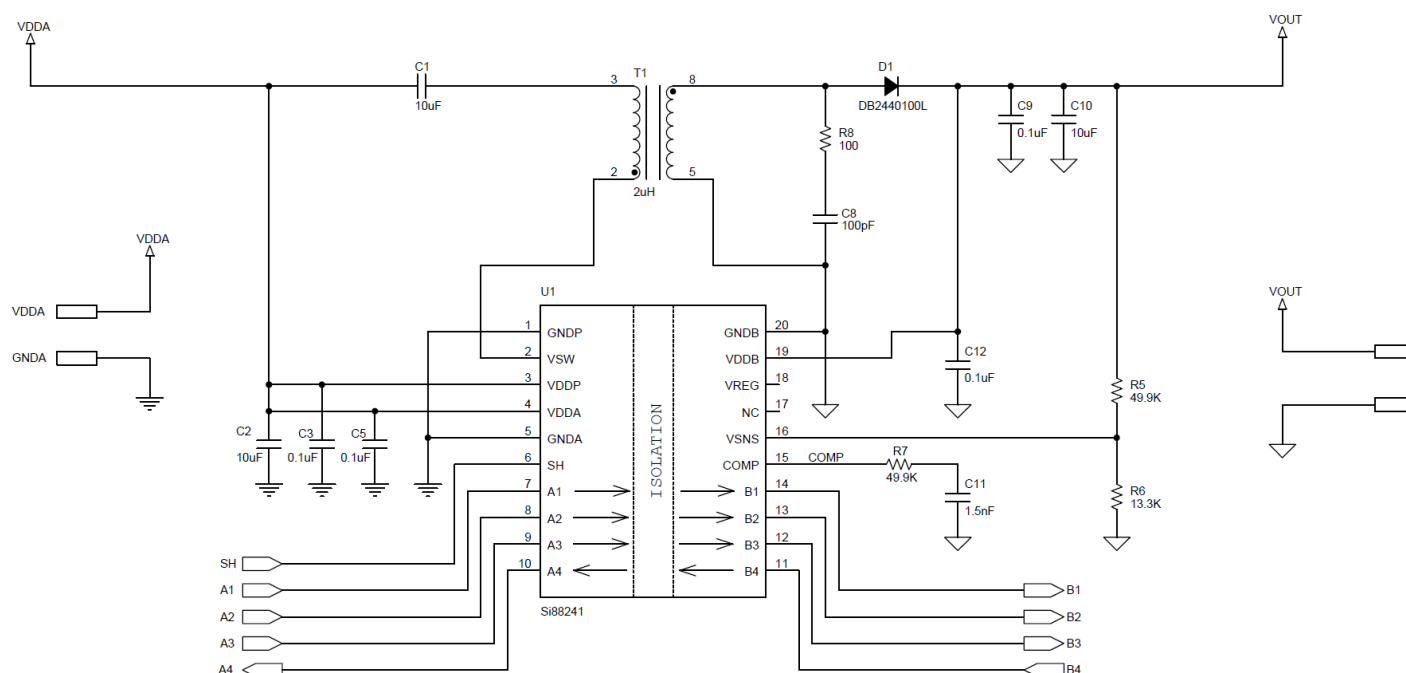 VDDA
VOUT
C1
10uF
3
T1
8
2
5
2uH
D1
DB2440100L
R8
100
C8
100pF
C9
0.1uF
C10
10uF
VDDA
VDDA
GNDA
VOUT
U1
1
GNDP
2
VSW
3
VDDP
4
VDDA
5
GNDA
6
SH
7
A1
8
A2
9
A3
10
A4
ISOLATION
GNDB
20
VDDB
19
VREG
18
NC
17
VSNS
16
COMP
15
B1
14
B2
13
B3
12
B4
11
Si88241
C2
10uF
C3
0.1uF
C5
0.1uF
C12
0.1uF
R5
49.9K
COMP
R7
49.9K
C11
1.5nF
R6
13.3K
SH
A1
A2
A3
A4
B1
B2
B3
B4